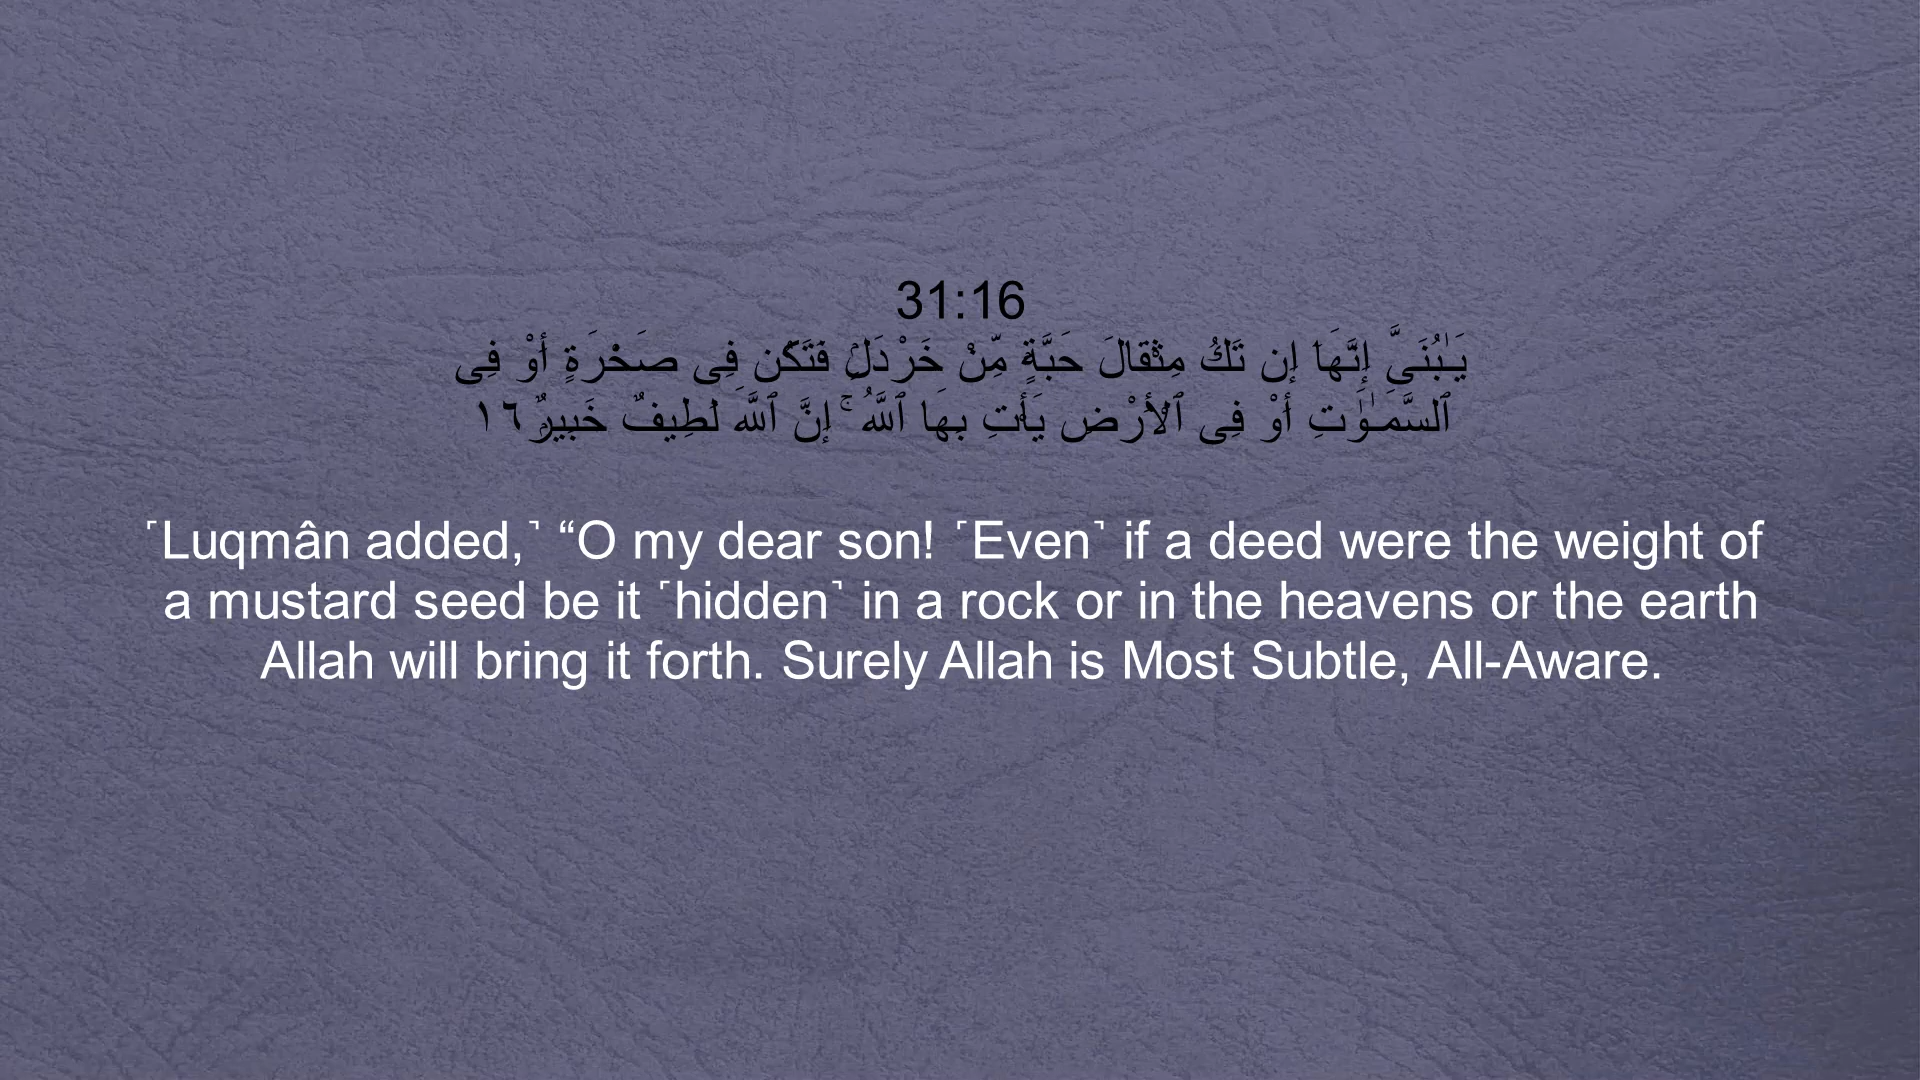 31:16
يَـٰبُنَىَّ إِنَّهَآ إِن تَكُ مِثْقَالَ حَبَّةٍۢ مِّنْ خَرْدَلٍۢ فَتَكُن فِى صَخْرَةٍ أَوْ فِى
ٱلسَّمَـٰوَٰتِ أَوْ فِى ٱلْأَرْضِ يَأْتِ بِهَا ٱللَّهُ ۚ إِنَّ ٱللَّهَ لَطِيفٌ خَبِيرٌۭ ١٦
˹Luqmân added,˺ “O my dear son! ˹Even˺ if a deed were the weight of
a mustard seed be it ˹hidden˺ in a rock or in the heavens or the earth
Allah will bring it forth. Surely Allah is Most Subtle, All-Aware.